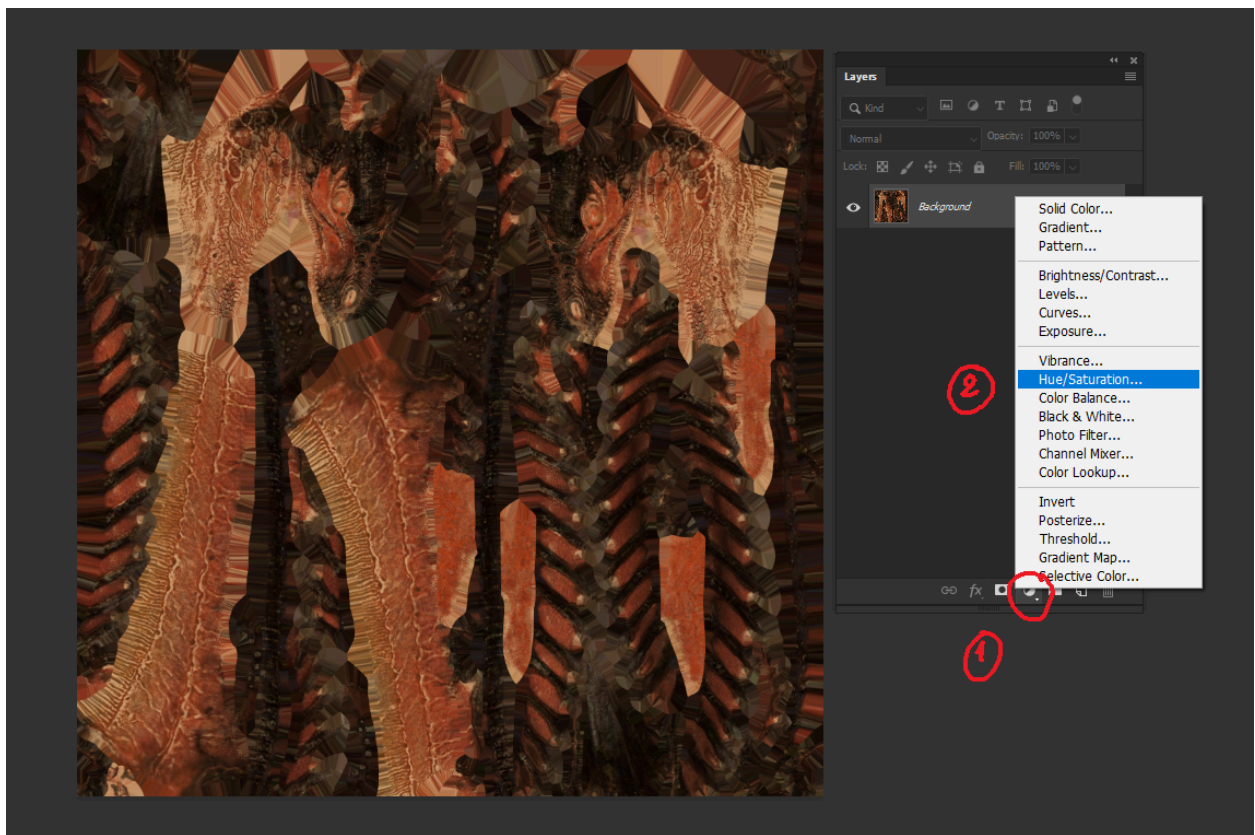 Layers
Kind
Normal
Opacity: 100%
Lock:
Fill: 100%
Background
Solid Color...
Gradient...
Pattern...
Brightness/Contrast...
Levels...
Curves...
Exposure...
Vibrance...
Hue/Saturation...
Color Balance...
Black & White...
Photo Filter...
Channel Mixer...
Color Lookup...
Invert
Posterize...
Threshold...
Gradient Map...
Selective Color...
fx
2
1